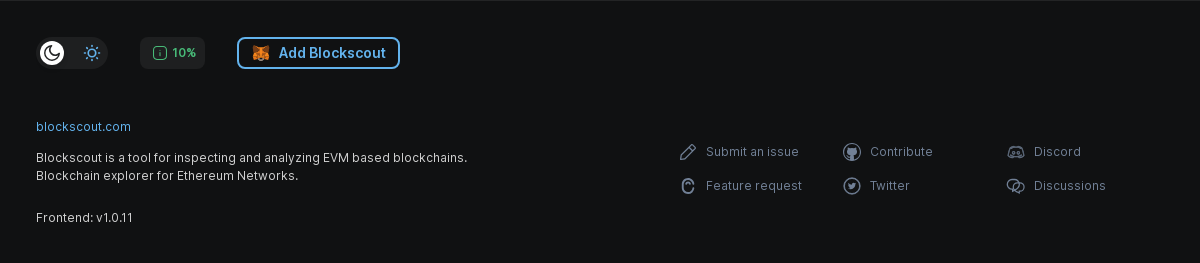 10%
Add Blockscout
blockscout.com
Blockscout is a tool for inspecting and analyzing EVM based blockchains.
Blockchain explorer for Ethereum Networks.
Frontend: v1.0.11
Submit an issue
Contribute
Discord
Feature request
Twitter
Discussions